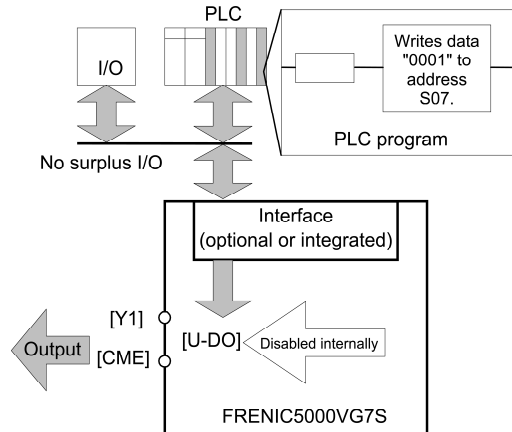 PLC
I/O
Writes data
"0001" to
address
S07.
PLC program
No surplus I/O
Interface
(optional or integrated)
[Y1]
[U-DO]
Disabled internally
Output
[CME]
FRENIC5000VG7S